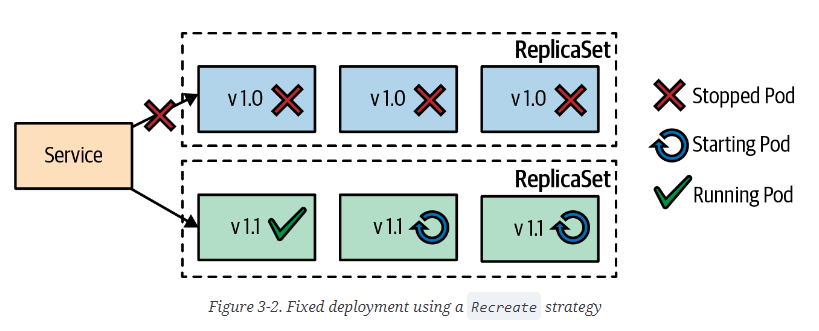 ReplicaSet
v 1.0
v 1.0
v 1.0
Stopped Pod
Service
Starting Pod
ReplicaSet
Running Pod
v 1.1
v 1.1
v 1.1
Figure 3-2. Fixed deployment using a Recreate strategy